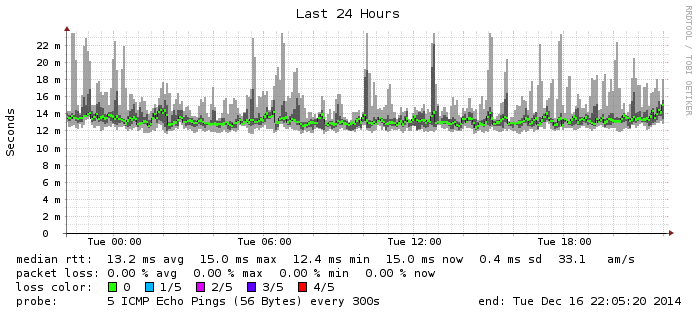 Last 24 Hours
RRDTOOL / TOBI OETIKER
Seconds
22 m
20 m
18 m
16 m
14 m
12 m
10 m
8 m
6 m
4 m
2 m
0
Tue 00:00 Tue 06:00 Tue 12:00 Tue 18:00
median rtt: 13.2 ms avg 15.0 ms max 12.4 ms min 15.0 ms now 0.4 ms sd 33.1 am/s
packet loss: 0.00 % avg 0.00 % max 0.00 % min 0.00 % now
loss color: 0 1/5 2/5 3/5 4/5
probe: 5 ICMP Echo Pings (56 Bytes) every 300s end: Tue Dec 16 22:05:20 2014